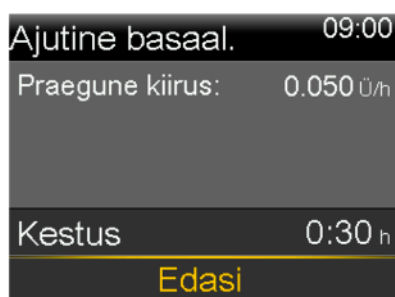 Ajutine basaal. 09:00
Praegune kiirus: 0.050 Ü/h
Kestus 0:30 h
Edasi